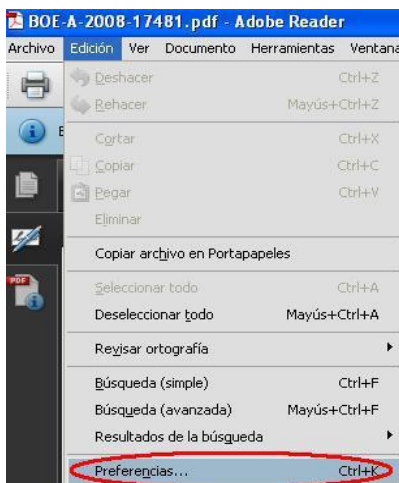 BOE-A-2008-17481.pdf - Adobe Reader
Archivo Edición Ver Documento Herramientas Ventana
Deshacer Ctrl+Z
Rehacer Mayús+Ctrl+Z
Cortar Ctrl+X
Copiar Ctrl+C
Pegar Ctrl+V
Eliminar
Copiar archivo en Portapapeles
Seleccionar todo Ctrl+A
Deseleccionar todo Mayús+Ctrl+A
Revisar ortografía
Búsqueda (simple) Ctrl+F
Búsqueda (avanzada) Mayús+Ctrl+F
Resultados de la búsqueda
Preferencias... Ctrl+K
PDF